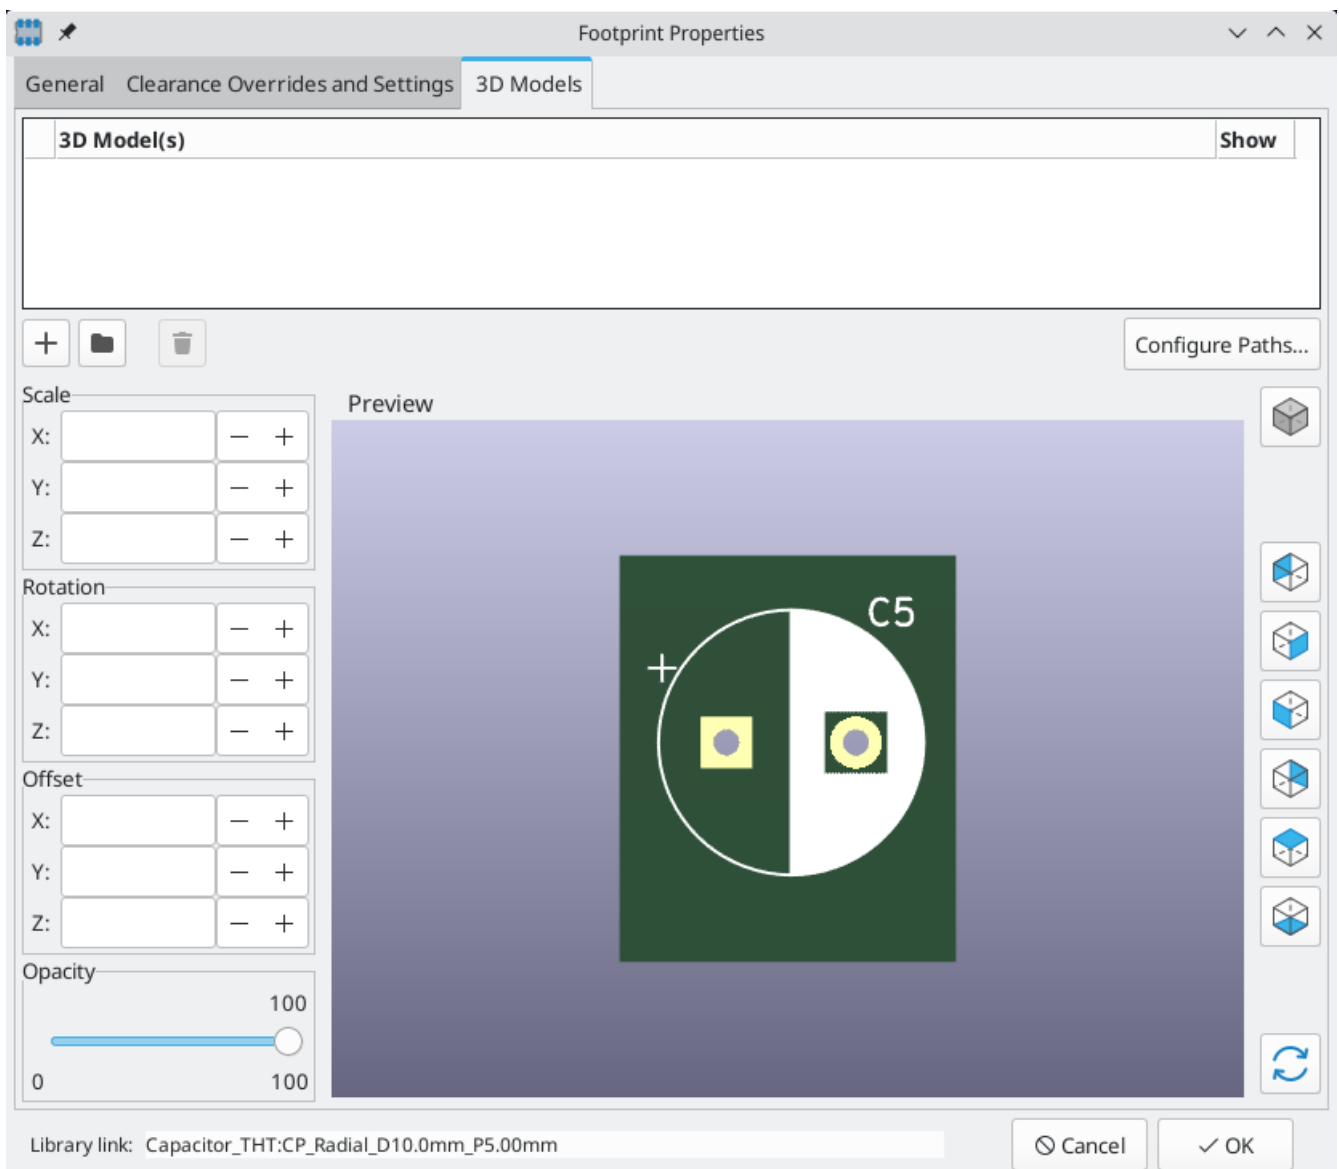 Footprint Properties
General Clearance Overrides and Settings 3D Models
3D Model(s) Show
Configure Paths...
Scale
X:
Y:
Z:
Rotation
X:
Y:
Z:
Offset
X:
Y:
Z:
Opacity
100
0 100
Preview
C5
+
Library link: Capacitor_THT:CP_Radial_D10.0mm_P5.00mm
Cancel OK